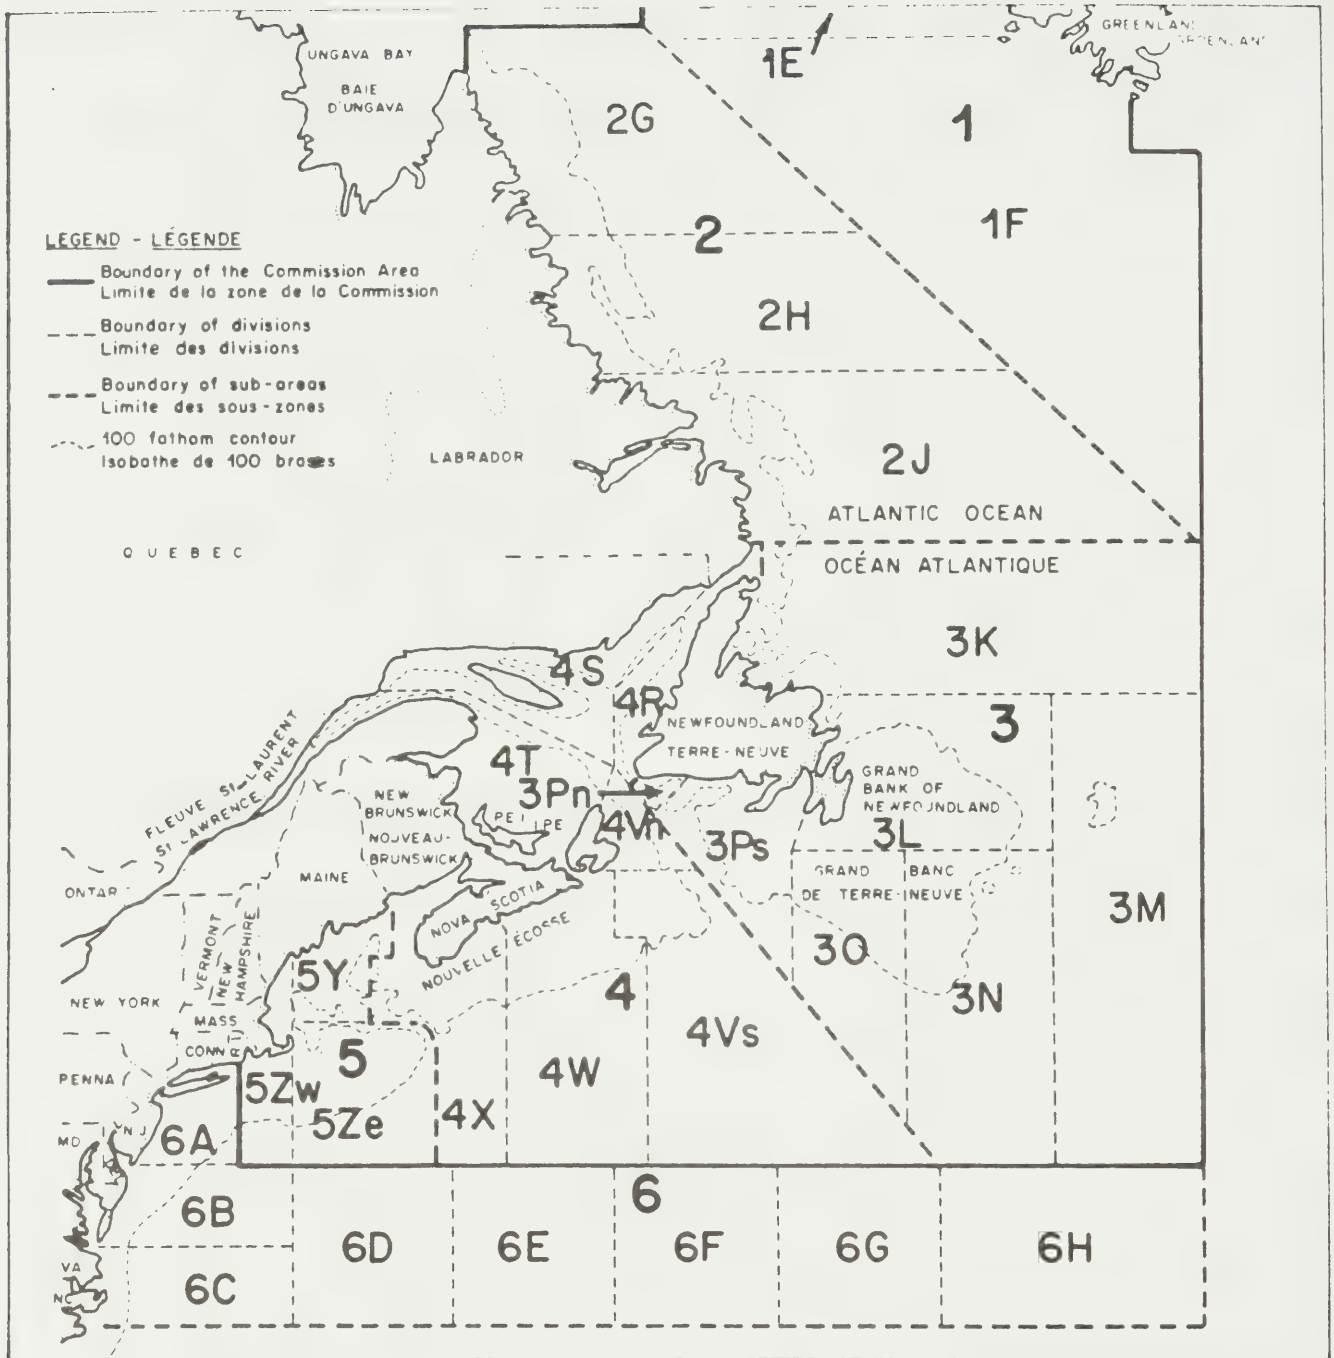 GREENLAND
GROENLAND
UNGAVA BAY
BAIE
D'UNGAVA
1E
2G
1
1F
2
2H
LEGEND - LÉGENDE
Boundary of the Commission Area
Limite de la zone de la Commission
Boundary of divisions
Limite des divisions
Boundary of sub-areas
Limite des sous-zones
100 fathom contour
Isobathe de 100 brasses
LABRADOR
2J
ATLANTIC OCEAN
OCÉAN ATLANTIQUE
QUEBEC
3K
4S
4R
NEWFOUNDLAND
TERRE-NEUVE
3
FLEUVE ST-LAURENT
ST LAWRENCE RIVER
4T
3Pn
GRAND
BANK OF
NEWFOUNDLAND
3L
NEW
BRUNSWICK
NOUVEAU-
BRUNSWICK
PEI
IPE
4Vn
3Ps
GRAND BANC
DE TERRE-NEUVE
ONTAR
MAINE
NOVA SCOTIA
NOUVELLE ÉCOSSE
3M
VERMONT
NEW
HAMPSHIRE
5Y
3O
3N
NEW YORK
MASS
CONN
RI
4
4Vs
5
PENNA
5Zw
5Ze
4W
4X
MD
NJ
6A
6
6B
6D
6E
6F
6G
6H
6C
VA
NC